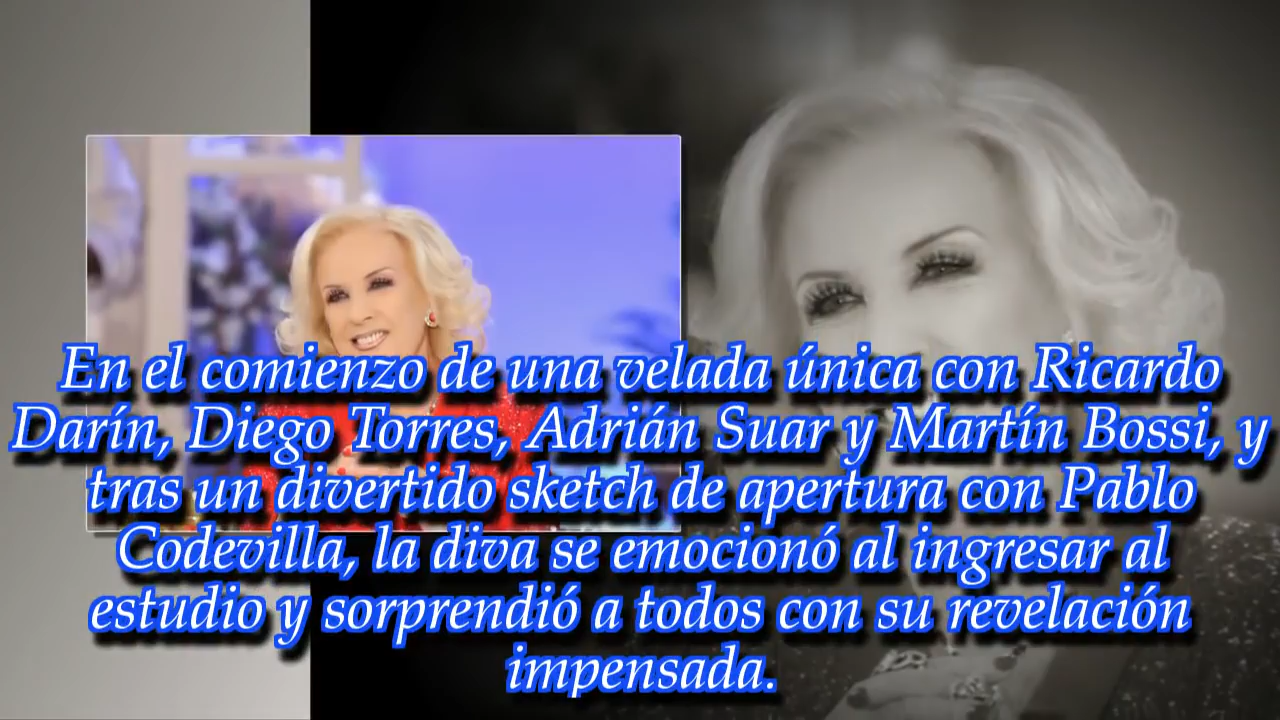 En el comienzo de una velada única con Ricardo
Darín, Diego Torres, Adrián Suar y Martín Bossi, y
tras un divertido sketch de apertura con Pablo
Codevilla, la diva se emocionó al ingresar al
estudio y sorprendió a todos con su revelación
impensada.